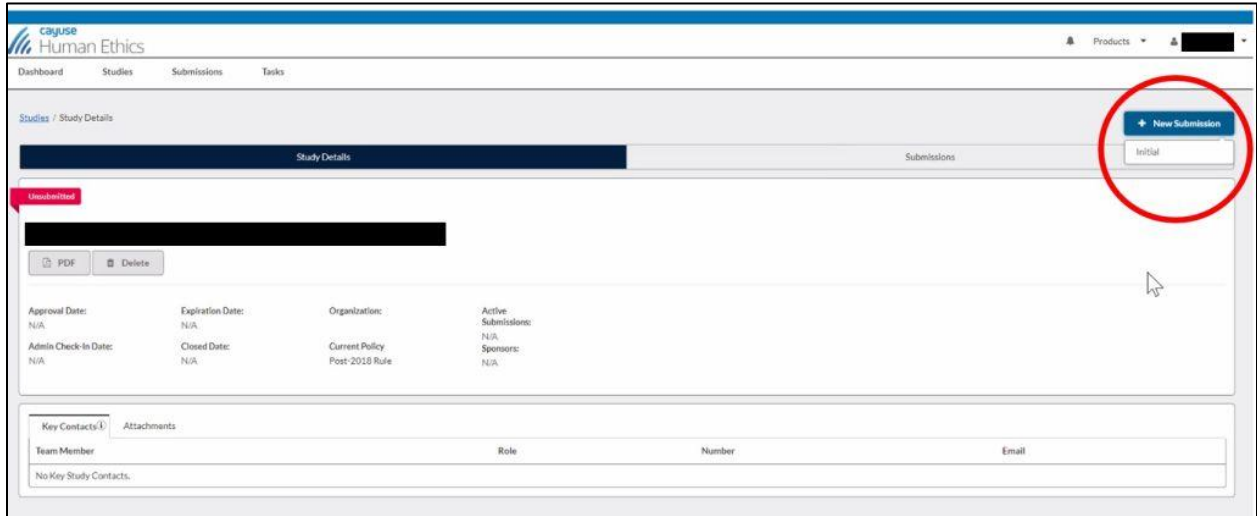 cayuse
Human Ethics
Products
Dashboard Studies Submissions Tasks
Studies / Study Details
+ New Submission
Initial
Study Details Submissions
Unsubmitted
PDF Delete
Approval Date: Expiration Date: Organization: Active Submissions:
N/A N/A N/A
Admin Check-In Date: Closed Date: Current Policy Sponsors:
N/A N/A Post-2018 Rule N/A
Key Contacts Attachments
Team Member Role Number Email
No Key Study Contacts.